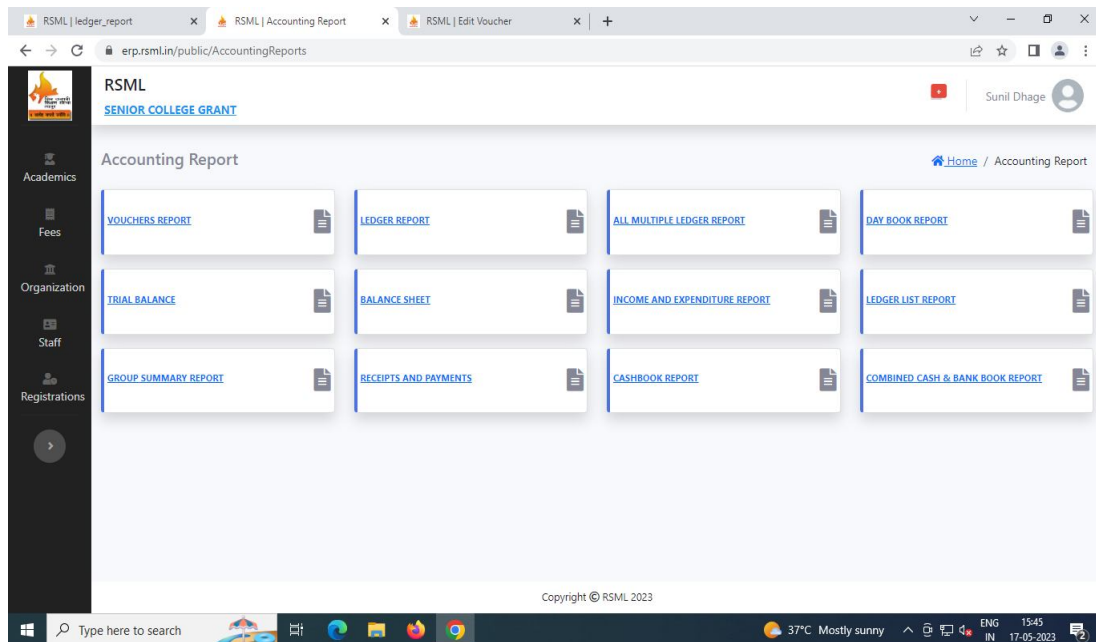 RSML | ledger_report
RSML | Accounting Report
RSML | Edit Voucher
erp.rsml.in/public/AccountingReports
RSML
SENIOR COLLEGE GRANT
Sunil Dhage
Academics
Fees
Organization
Staff
Registrations
Accounting Report
Home / Accounting Report
VOUCHERS REPORT
LEDGER REPORT
ALL MULTIPLE LEDGER REPORT
DAY BOOK REPORT
TRIAL BALANCE
BALANCE SHEET
INCOME AND EXPENDITURE REPORT
LEDGER LIST REPORT
GROUP SUMMARY REPORT
RECEIPTS AND PAYMENTS
CASHBOOK REPORT
COMBINED CASH & BANK BOOK REPORT
Copyright © RSML 2023
Type here to search
37°C Mostly sunny
ENG
IN
15:45
17-05-2023
2